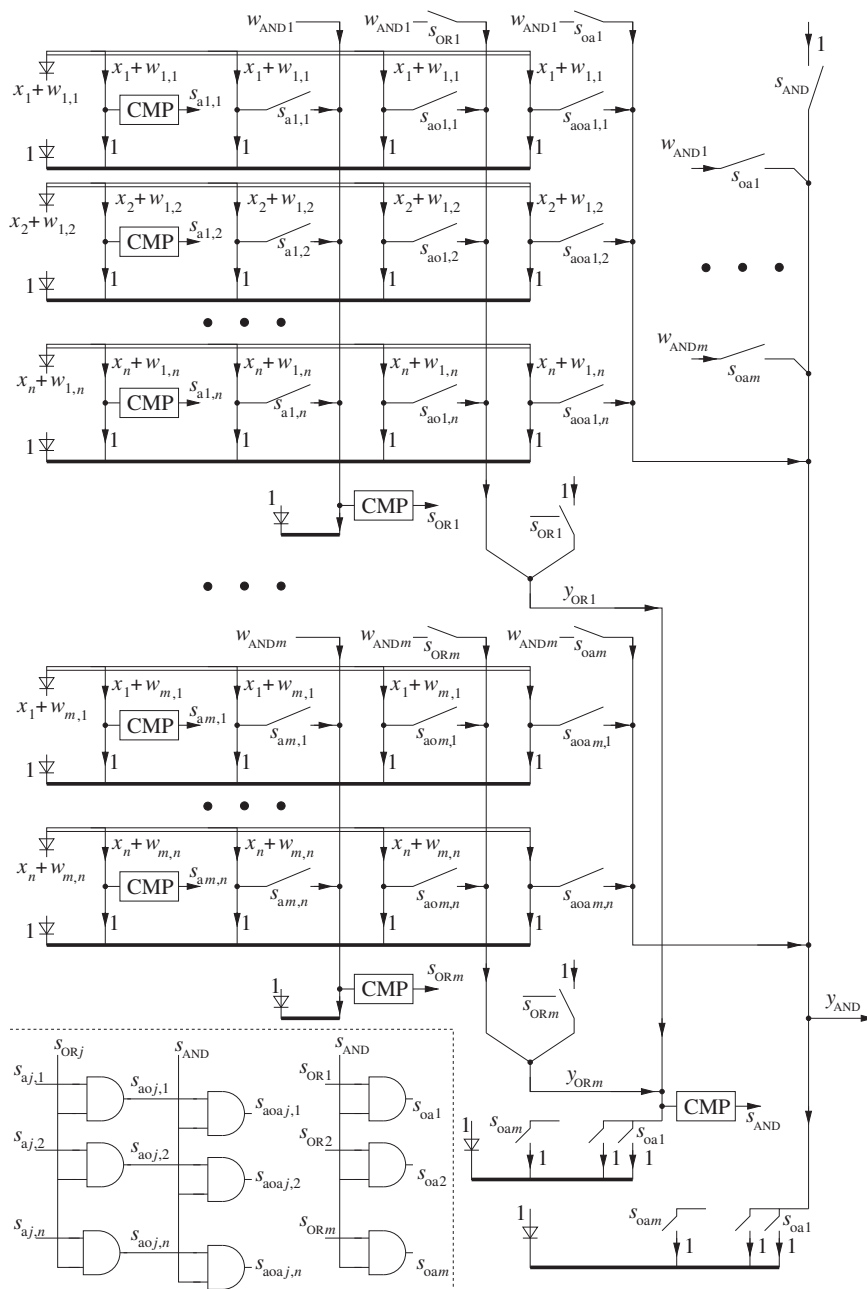 w_AND1 w_AND1 s_OR1 w_AND1 s_oa1 1
x_1+w_1,1 x_1+w_1,1 x_1+w_1,1 x_1+w_1,1 x_1+w_1,1 s_AND
CMP s_a1,1 s_a1,1 s_ao1,1 s_aoa1,1
1 1 1 1 1
w_AND1 s_oa1
x_2+w_1,2 x_2+w_1,2 x_2+w_1,2 x_2+w_1,2 x_2+w_1,2
CMP s_a1,2 s_a1,2 s_ao1,2 s_aoa1,2
1 1 1 1 1
• • •
• • •
w_ANDm s_oam
x_n+w_1,n x_n+w_1,n x_n+w_1,n x_n+w_1,n x_n+w_1,n
CMP s_a1,n s_a1,n s_ao1,n s_aoa1,n
1 1 1 1 1
1 CMP s_OR1 \overline{s_OR1} 1
• • •
y_OR1
w_ANDm w_ANDm s_ORm w_ANDm s_oam
x_1+w_m,1 x_1+w_m,1 x_1+w_m,1 x_1+w_m,1
CMP s_am,1 s_am,1 s_aom,1 s_aoam,1
1 1 1 1 1
• • •
x_n+w_m,n x_n+w_m,n x_n+w_m,n x_n+w_m,n
CMP s_am,n s_am,n s_aom,n s_aoam,n
1 1 1 1 1
1 CMP s_ORm \overline{s_ORm} 1
y_AND
y_ORm
CMP s_AND
s_oam s_oa1
1 1 1 1
s_oam s_oa1
1 1 1 1
s_ORj s_AND s_AND
s_aj,1 s_aoj,1 s_aoaj,1 s_OR1 s_oa1
s_aj,2 s_aoj,2 s_aoaj,2 s_OR2 s_oa2
s_aj,n s_aoj,n s_aoaj,n s_ORm s_oam